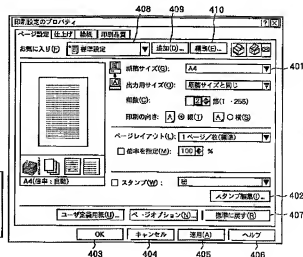 408 409 410
印刷設定のプロパティ ? X
ページ設定 仕上げ 給紙 印刷品質
お気に入り(F) 標準設定 追加(D)... 編集(E)...
原稿サイズ(G): A4
401
出力用紙サイズ(U): 原稿サイズと同じ
部数(C): 2 部(1 - 255)
印刷の向き: A 縦(T) A 横(S)
ページレイアウト(L): 1ページ/枚(標準)
倍率を指定(M): 100 %
A4(倍率:自動)
スタンプ(W):
スタンプ編集(I)...
402
ユーザ定義用紙(U)... ページオプション(N)... 標準に戻す(R)
407
OK キャンセル 適用(A) ヘルプ
403 404 405 406